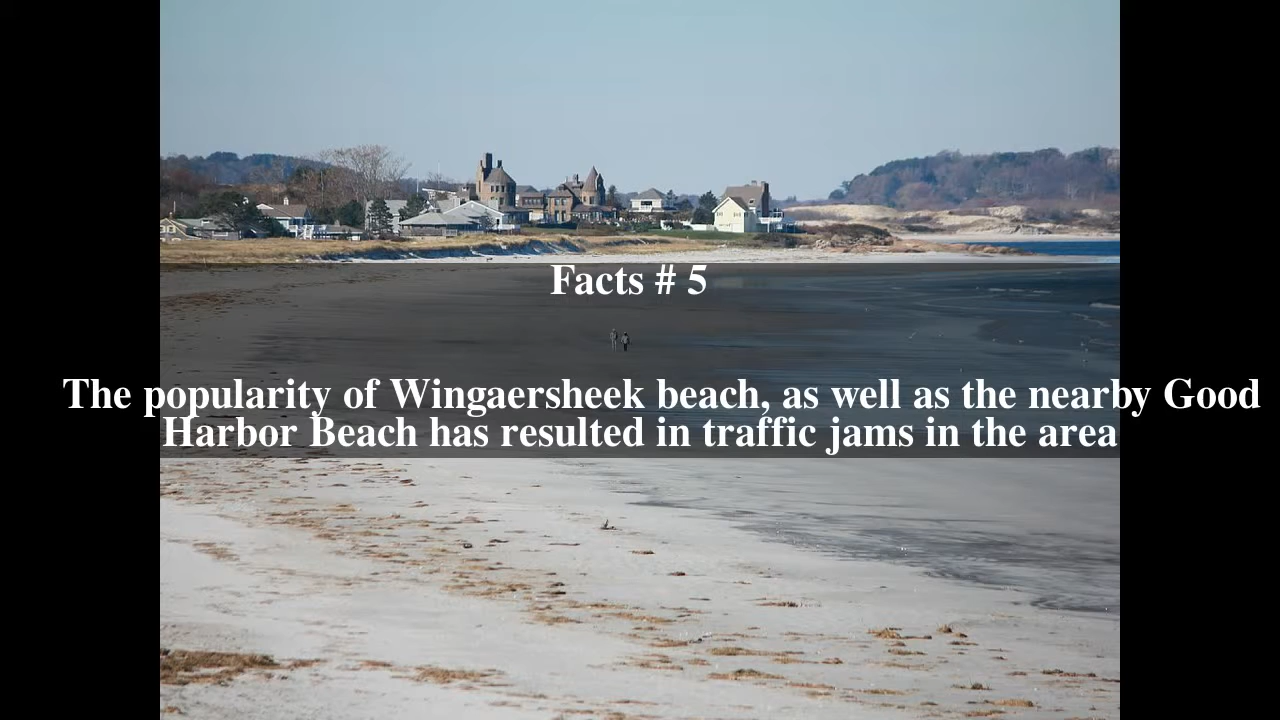 Facts # 5
The popularity of Wingaersheek beach, as well as the nearby Good
Harbor Beach has resulted in traffic jams in the area